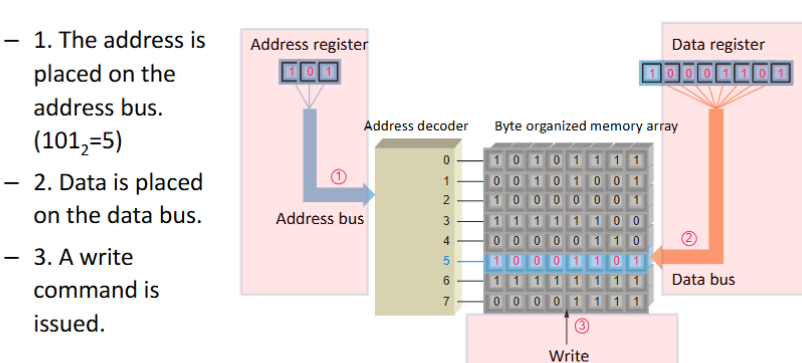 – 1. The address is
placed on the
address bus.
(101₂=5)
– 2. Data is placed
on the data bus.
– 3. A write
command is
issued.
Address register
1 0 1
Data register
1 0 0 0 1 1 0 1
Address decoder
Byte organized memory array
①
Address bus
0 1 0 1 0 1 1 1 1
1 0 0 1 0 1 0 0 1
2 1 0 0 0 0 0 0 1
3 1 1 1 1 1 1 0 0
4 0 0 0 0 0 1 1 0
5 1 0 0 0 1 1 0 1
6 1 1 1 1 1 1 1 1
7 0 0 0 0 1 1 1 1
②
Data bus
③
Write